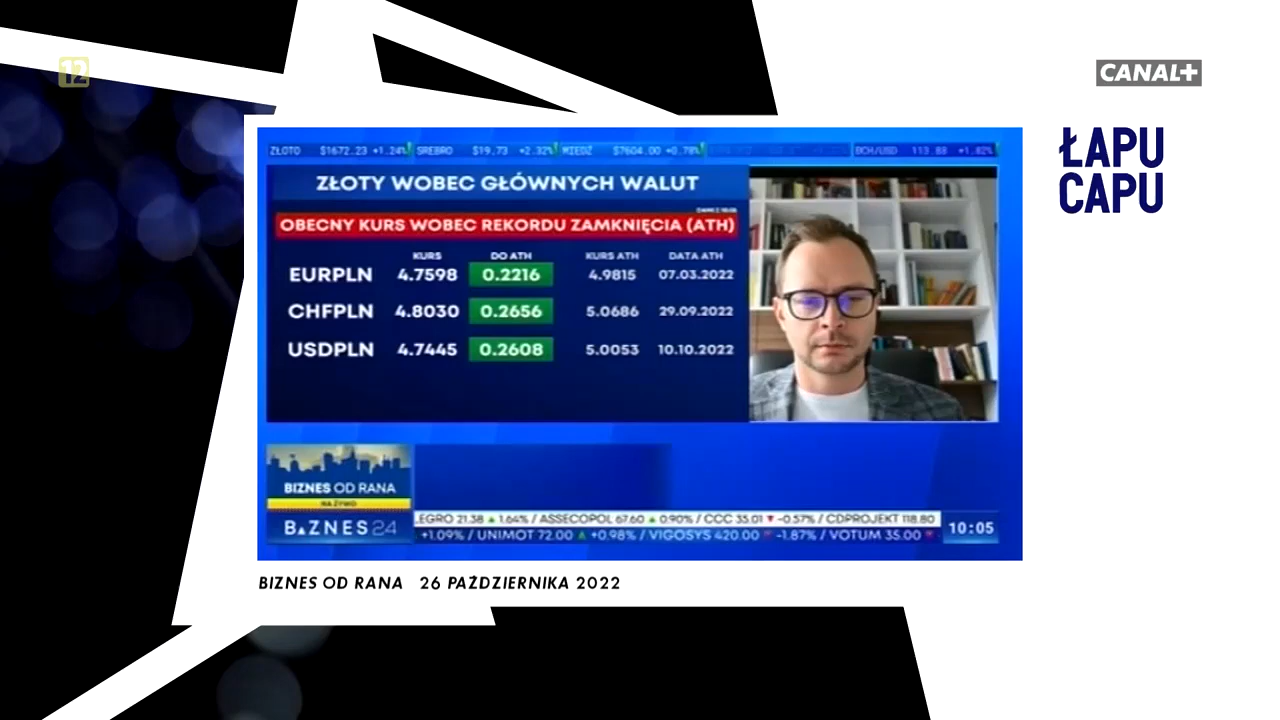 12
CANAL+
ŁAPU
CAPU
ZŁOTO $1672.23 +1.24% SREBRO $19.73 +2.32% MIEDŹ $7604.00 +0.78% BCH/USD 113.88 +1.82%
ZŁOTY WOBEC GŁÓWNYCH WALUT
OBECNY KURS WOBEC REKORDU ZAMKNIĘCIA (ATH)
KURS DO ATH KURS ATH DATA ATH
EURPLN 4.7598 0.2216 4.9815 07.03.2022
CHFPLN 4.8030 0.2656 5.0686 29.09.2022
USDPLN 4.7445 0.2608 5.0053 10.10.2022
BIZNES OD RANA
NA ŻYWO
BIZNES24
LEGRO 21.38 ▲ 1.64% / ASSECOPOL 67.60 ▲ 0.90% / CCC 35.01 ▼ -0.57% / CDPROJEKT 118.80
+1.09% / UNIMOT 72.00 ▲ +0.98% / VIGOSYS 420.00 ▼ -1.87% / VOTUM 35.00 ▼
10:05
BIZNES OD RANA 26 PAŹDZIERNIKA 2022